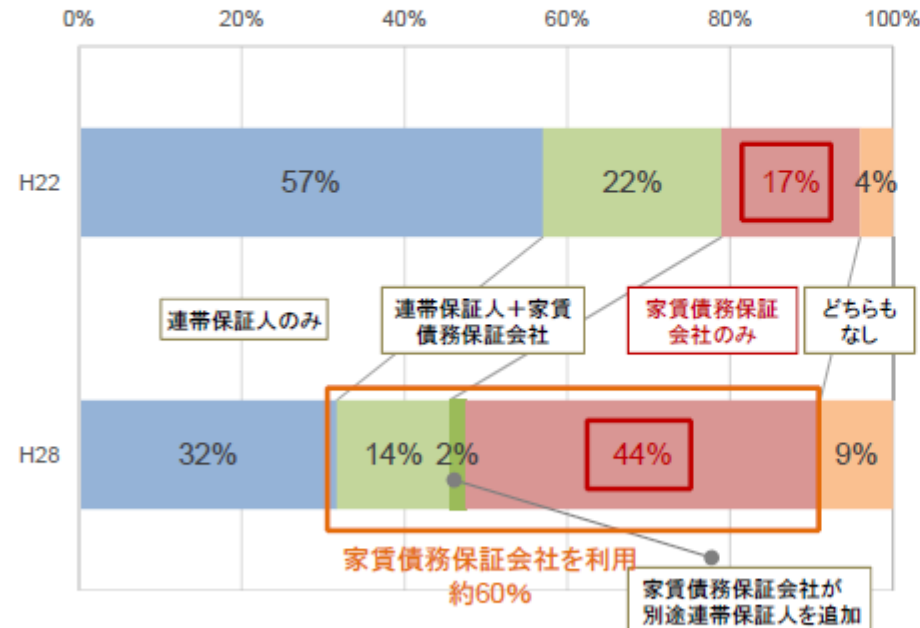 0% 20% 40% 60% 80% 100%
H22 57% 22% 17% 4%
連帯保証人のみ
連帯保証人＋家賃
債務保証会社
家賃債務保証
会社のみ
どちらも
なし
H28 32% 14% 2% 44% 9%
家賃債務保証会社を利用
約60%
家賃債務保証会社が
別途連帯保証人を追加